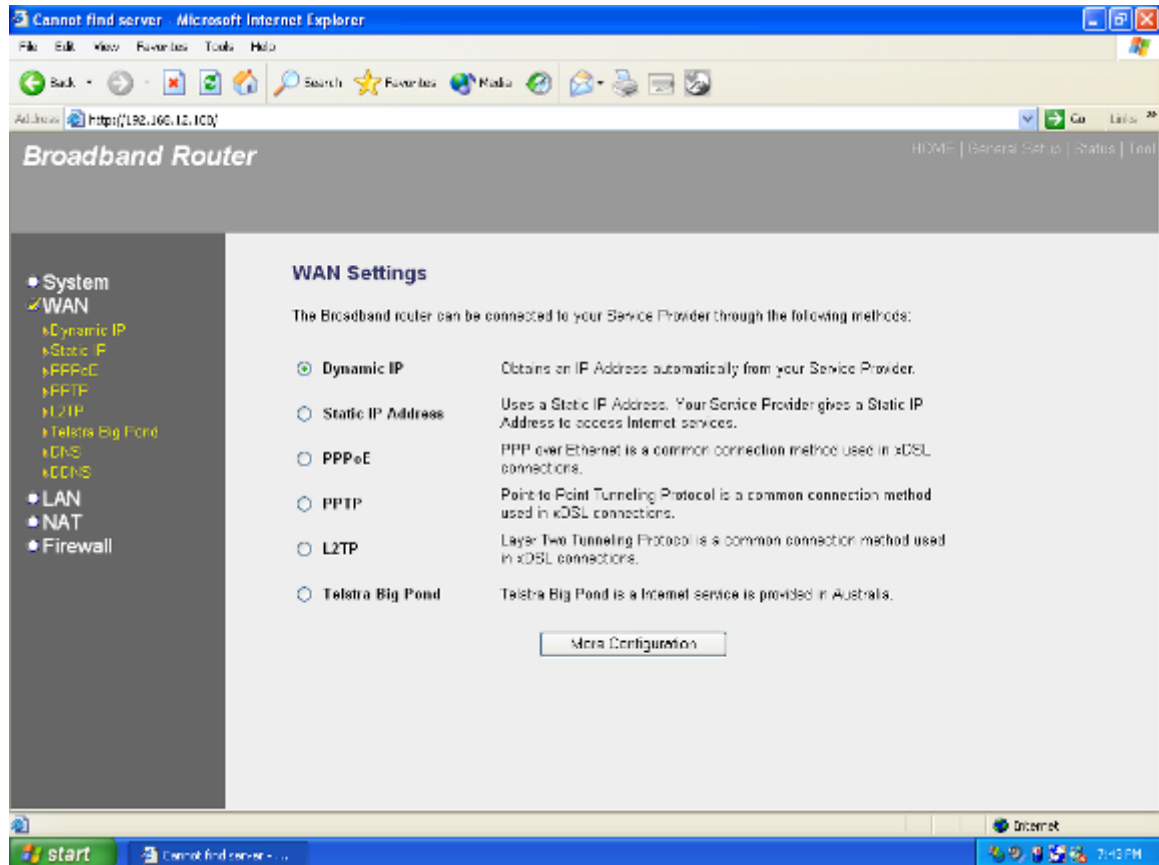 Cannot find server - Microsoft Internet Explorer
File Edit View Favorites Tools Help
Back Search Favorites Media
Address http://192.168.12.100/ Go Links »
Broadband Router
HOME | General Setup | Status | Tool
System
WAN
Dynamic IP
Static IP
PPPoE
PPTP
L2TP
Telstra Big Pond
DNS
DDNS
LAN
NAT
Firewall
WAN Settings
The Broadband router can be connected to your Service Provider through the following methods:
Dynamic IP Obtains an IP Address automatically from your Service Provider.
Static IP Address Uses a Static IP Address. Your Service Provider gives a Static IP
Address to access Internet services.
PPPoE PPP over Ethernet is a common connection method used in xDSL
connections.
PPTP Point-to-Point Tunneling Protocol is a common connection method
used in xDSL connections.
L2TP Layer Two Tunneling Protocol is a common connection method used
in xDSL connections.
Telstra Big Pond Telstra Big Pond is a Internet service is provided in Australia.
More Configuration
Internet
start Cannot find server - ... 7:43 PM